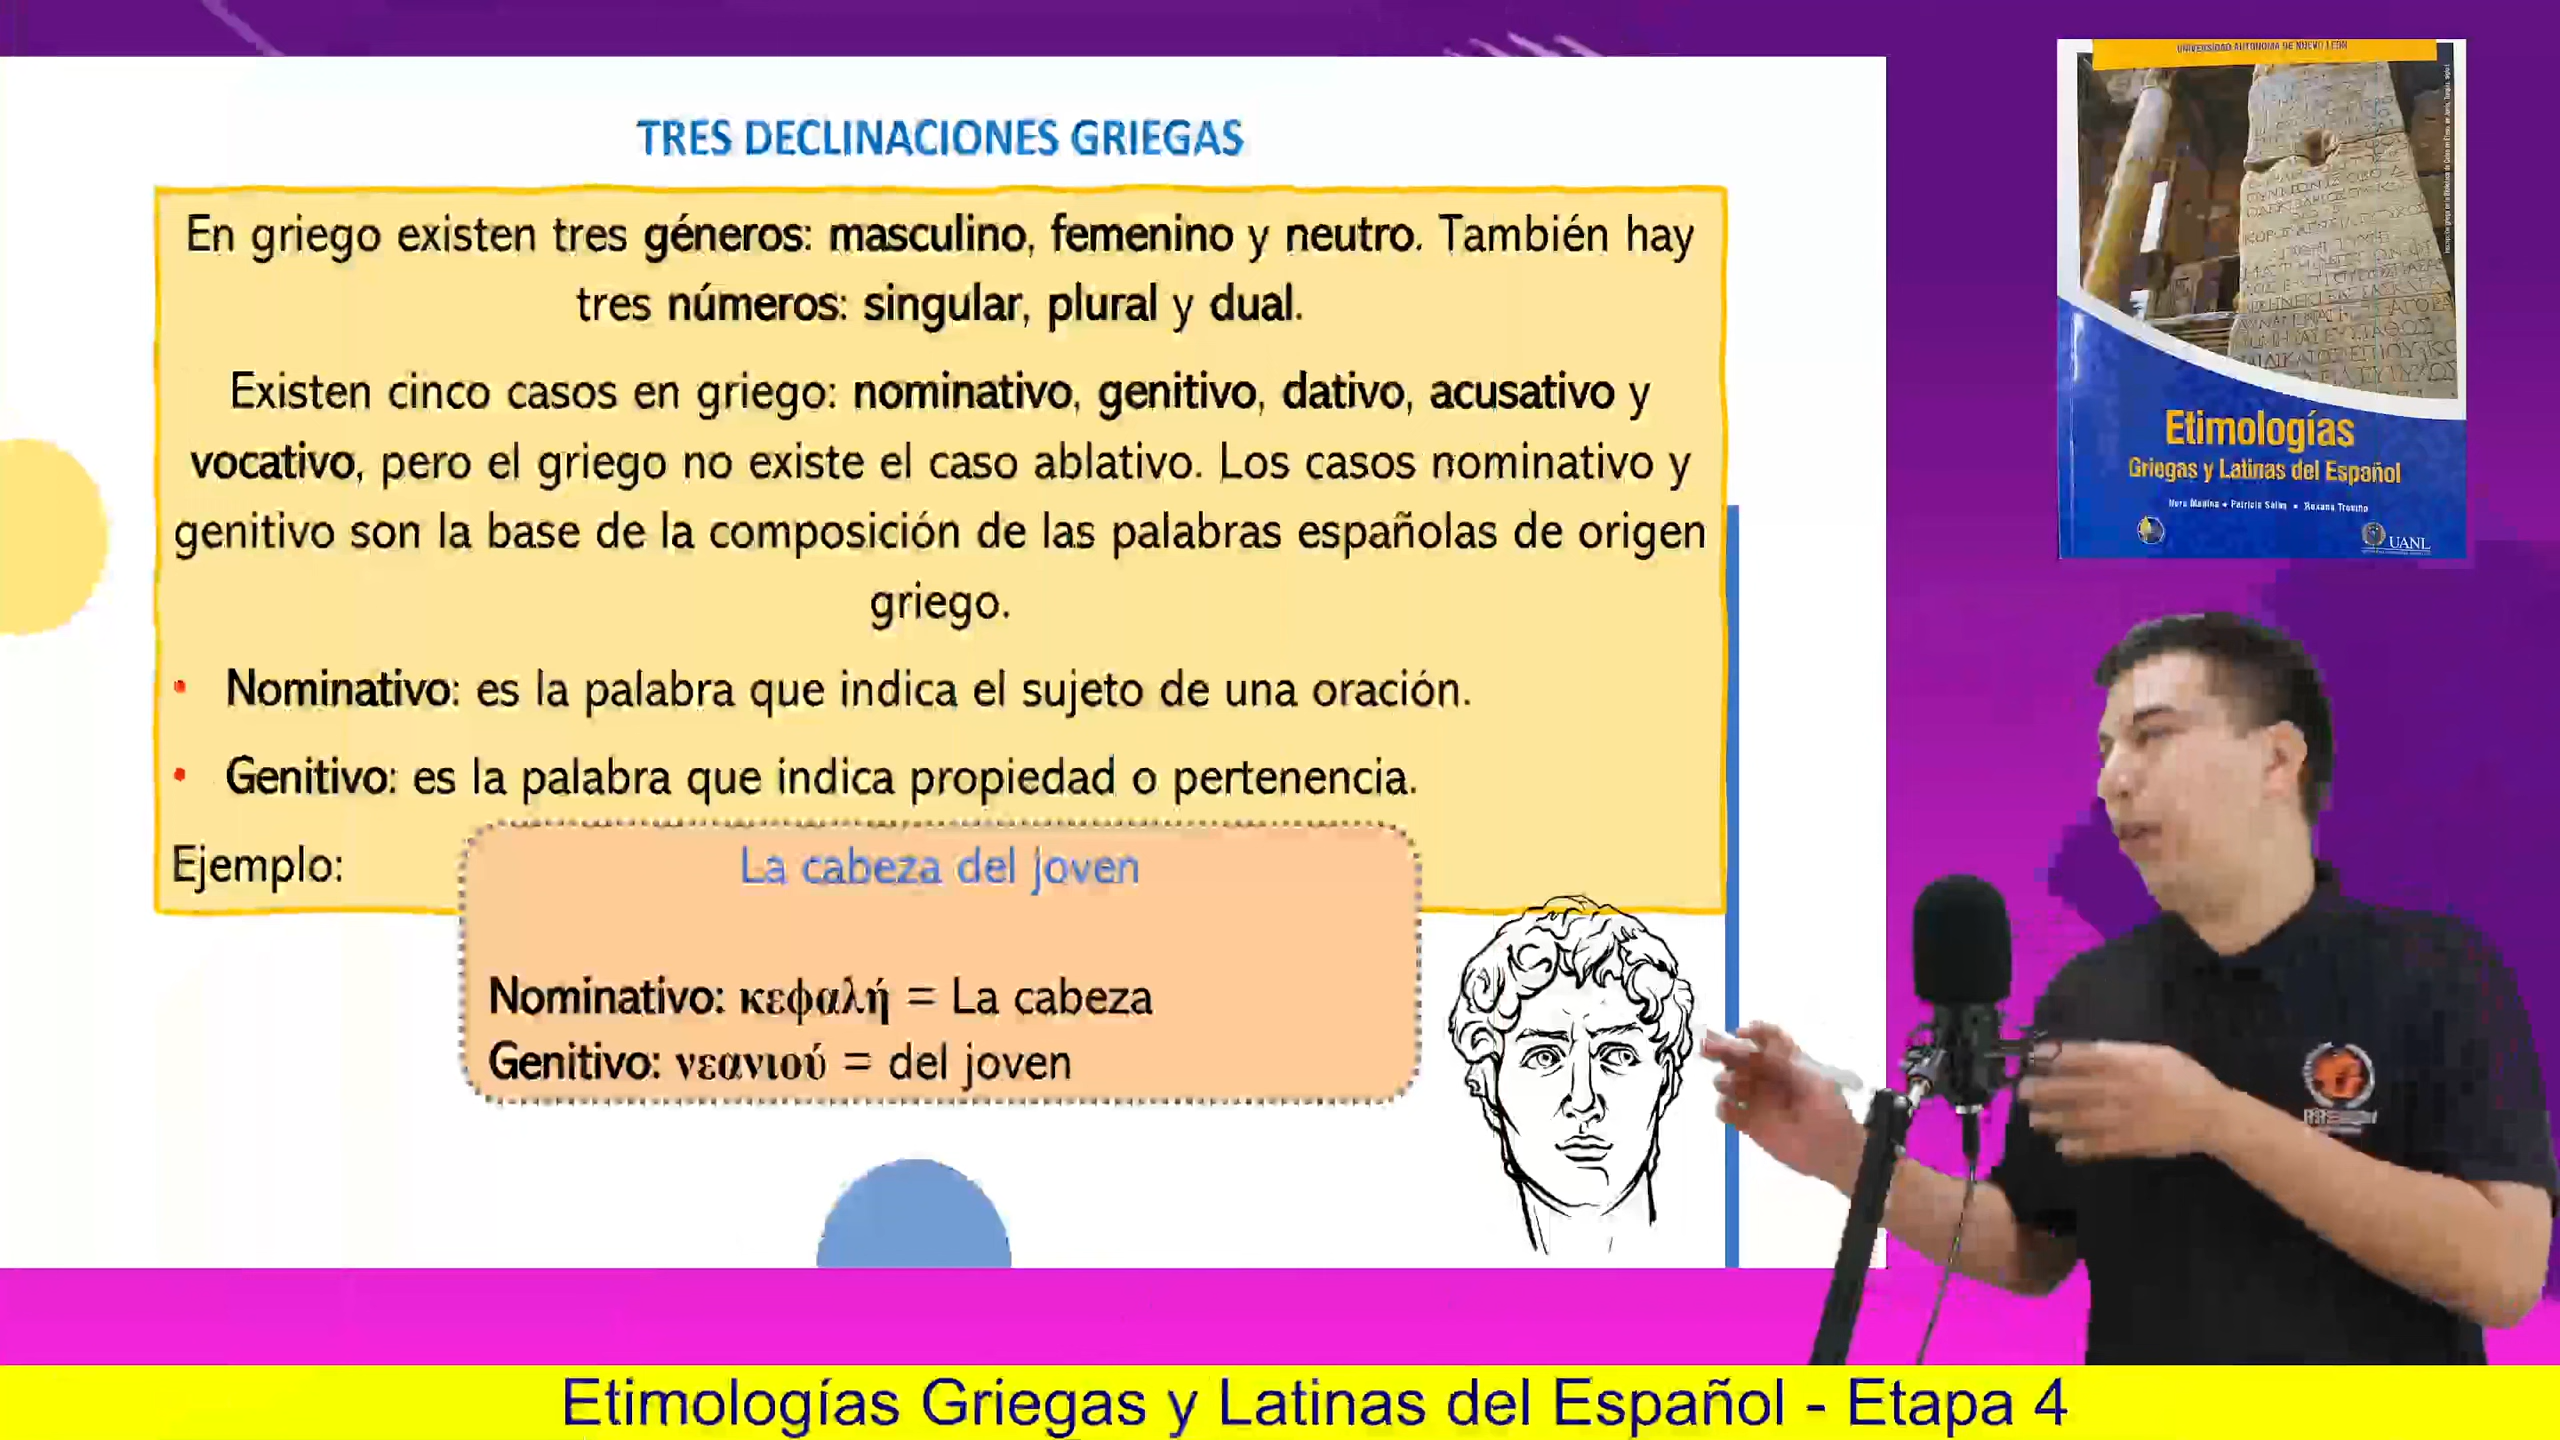 UNIVERSIDAD AUTÓNOMA DE NUEVO LEÓN
TRES DECLINACIONES GRIEGAS
En griego existen tres géneros: masculino, femenino y neutro. También hay
tres números: singular, plural y dual.
Existen cinco casos en griego: nominativo, genitivo, dativo, acusativo y
vocativo, pero el griego no existe el caso ablativo. Los casos nominativo y
genitivo son la base de la composición de las palabras españolas de origen
griego.
• Nominativo: es la palabra que indica el sujeto de una oración.
• Genitivo: es la palabra que indica propiedad o pertenencia.
Ejemplo:
La cabeza del joven
Nominativo: κεφαλή = La cabeza
Genitivo: νεανιού = del joven
Etimologías
Griegas y Latinas del Español
UANL
Etimologías Griegas y Latinas del Español - Etapa 4